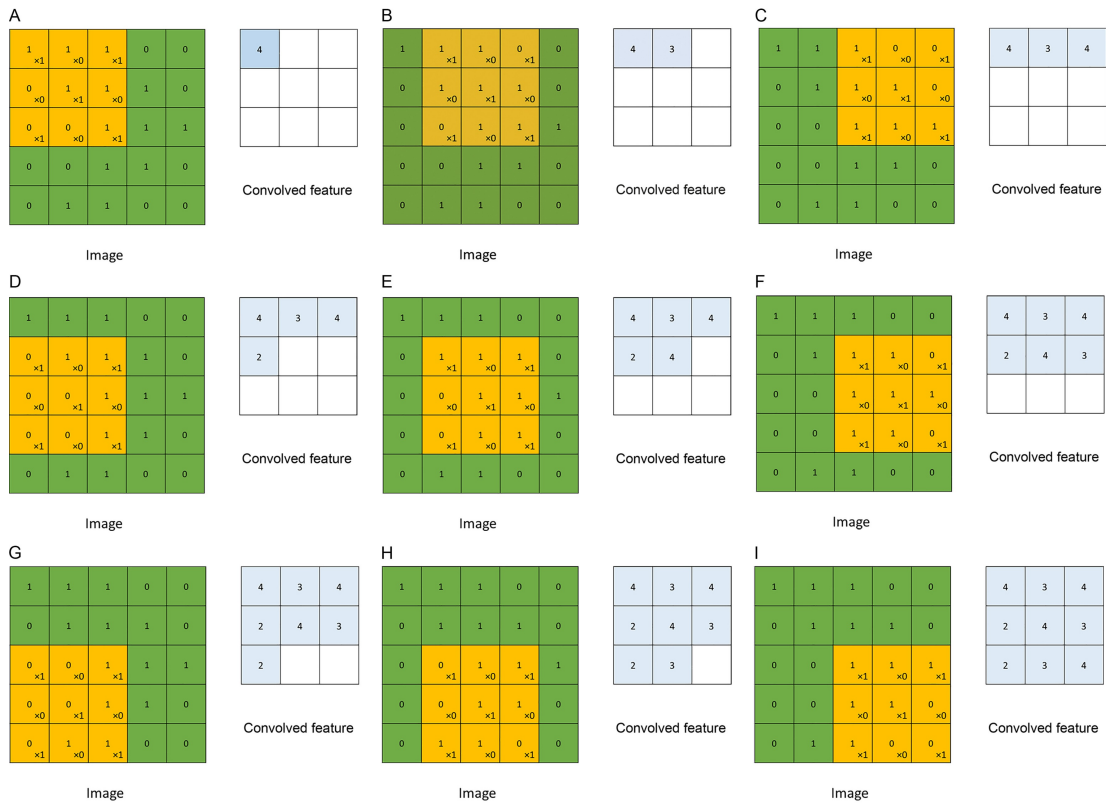 A
1×1 1×0 1×1 0 0
0×0 1×1 1×0 1 0
0×1 0×0 1×1 1 1
0 0 1 1 0
0 1 1 0 0
Image
4
Convolved feature
B
1 1×1 1×0 0×1 0
0 1×0 1×1 1×0 0
0 0×1 1×0 1×1 1
0 0 1 1 0
0 1 1 0 0
Image
4 3
Convolved feature
C
1 1 1×1 0×0 0×1
0 1 1×0 1×1 0×0
0 0 1×1 1×0 1×1
0 0 1 1 0
0 1 1 0 0
Image
4 3 4
Convolved feature
D
1 1 1 0 0
0×1 1×0 1×1 1 0
0×0 0×1 1×0 1 1
0×1 0×0 1×1 1 0
0 1 1 0 0
Image
4 3 4
2
Convolved feature
E
1 1 1 0 0
0 1×1 1×0 1×1 0
0 0×0 1×1 1×0 1
0 0×1 1×0 1×1 0
0 1 1 0 0
Image
4 3 4
2 4
Convolved feature
F
1 1 1 0 0
0 1 1×1 1×0 0×1
0 0 1×0 1×1 1×0
0 0 1×1 1×0 0×1
0 1 1 0 0
Image
4 3 4
2 4 3
Convolved feature
G
1 1 1 0 0
0 1 1 1 0
0×1 0×0 1×1 1 1
0×0 0×1 1×0 1 0
0×1 1×0 1×1 0 0
Image
4 3 4
2 4 3
2
Convolved feature
H
1 1 1 0 0
0 1 1 1 0
0 0×1 1×0 1×1 1
0 0×0 1×1 1×0 0
0 1×1 1×0 0×1 0
Image
4 3 4
2 4 3
2 3
Convolved feature
I
1 1 1 0 0
0 1 1 1 0
0 0 1×1 1×0 1×1
0 0 1×0 1×1 0×0
0 1 1×1 0×0 0×1
Image
4 3 4
2 4 3
2 3 4
Convolved feature